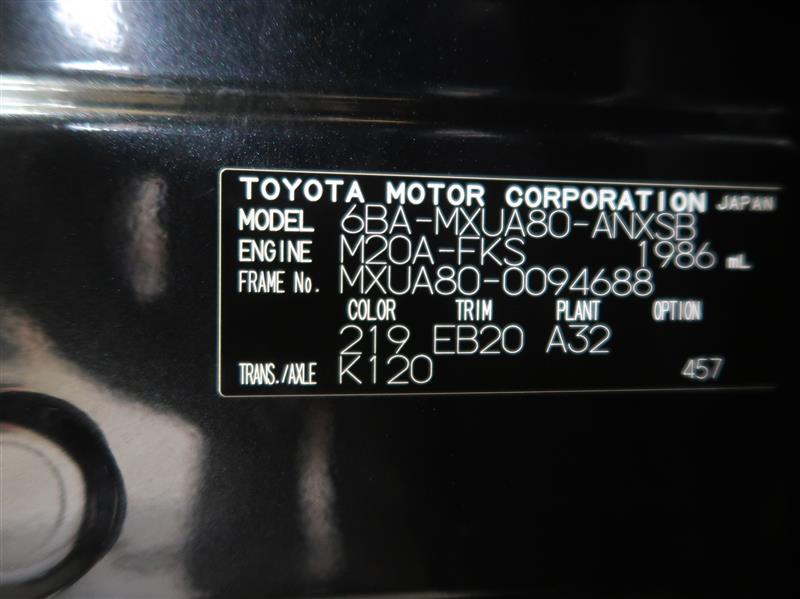 TOYOTA MOTOR CORPORATION JAPAN
MODEL 6BA-MXUA80-ANXSB
ENGINE M20A-FKS 1986 mL
FRAME No. MXUA80-0094688
COLOR TRIM PLANT OPTION
219 EB20 A32
TRANS./AXLE K120 457